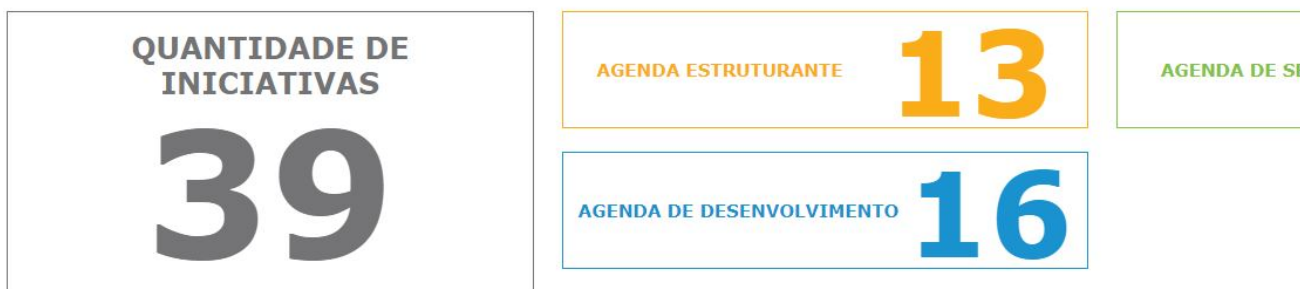 QUANTIDADE DE
INICIATIVAS
39
AGENDA ESTRUTURANTE
13
AGENDA DE DESENVOLVIMENTO
16
AGENDA DE